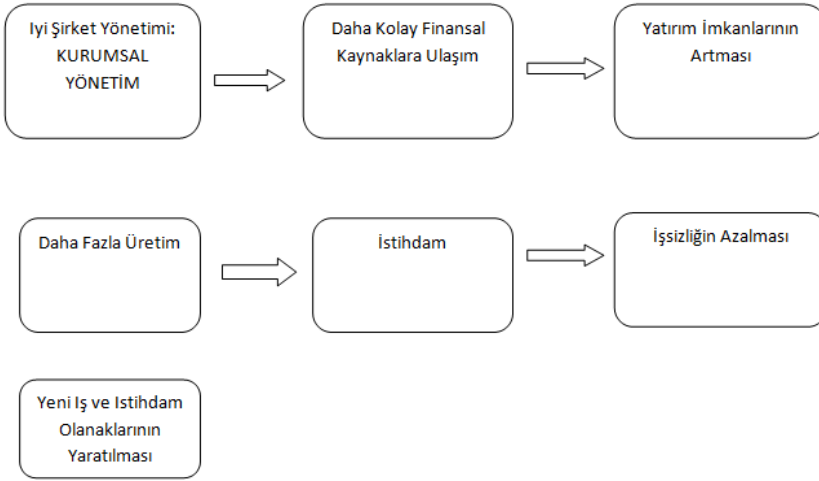 Iyi Şirket Yönetimi:
KURUMSAL
YÖNETİM
Daha Kolay Finansal
Kaynaklara Ulaşım
Yatırım İmkanlarının
Artması
Daha Fazla Üretim
İstihdam
İşsizliğin Azalması
Yeni Iş ve Istihdam
Olanaklarının
Yaratılması